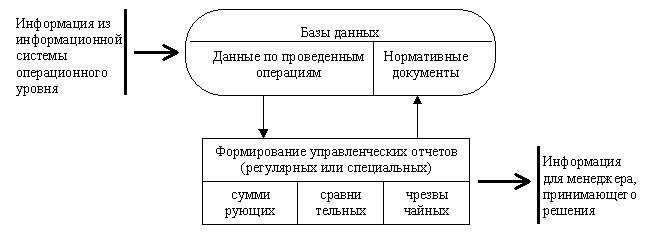 Информация из
информационной
системы
операционного
уровня
Базы данных
Данные по проведенным
операциям
Нормативные
документы
Формирование управленческих отчетов
(регулярных или специальных)
сумми
рующих
сравни
тельных
чрезвы
чайных
Информация
для менеджера,
принимающего
решения